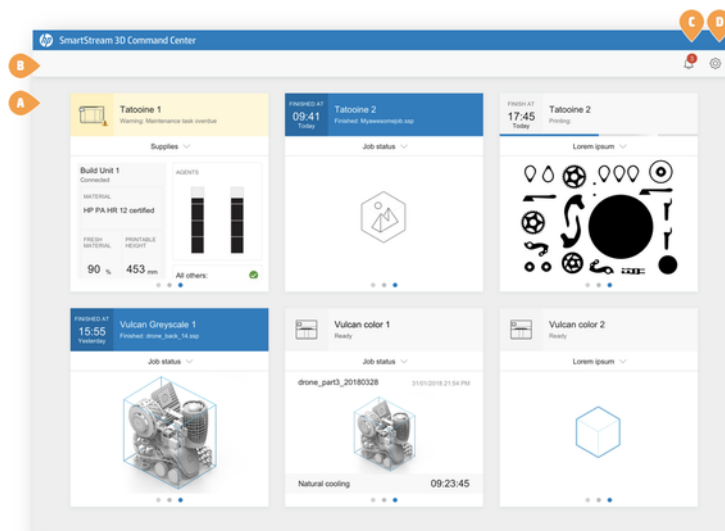 C
D
hp SmartStream 3D Command Center
B
3
A
Tatooine 1
Warning: Maintenance task overdue
Supplies
Build Unit 1
Connected
MATERIAL
HP PA HR 12 certified
FRESH MATERIAL
90 %
PRINTABLE HEIGHT
453 mm
AGENTS
All others:
FINISHED AT
09:41
Today
Tatooine 2
Finished: Myawesomejob.ssp
Job status
FINISH AT
17:45
Today
Tatooine 2
Printing:
Lorem ipsum
FINISHED AT
15:55
Yesterday
Vulcan Greyscale 1
Finished: drone_back_14.ssp
Job status
Vulcan color 1
Ready
Job status
drone_part3_20180328
31/01/2018 21:54 PM
Natural cooling
09:23:45
Vulcan color 2
Ready
Lorem ipsum